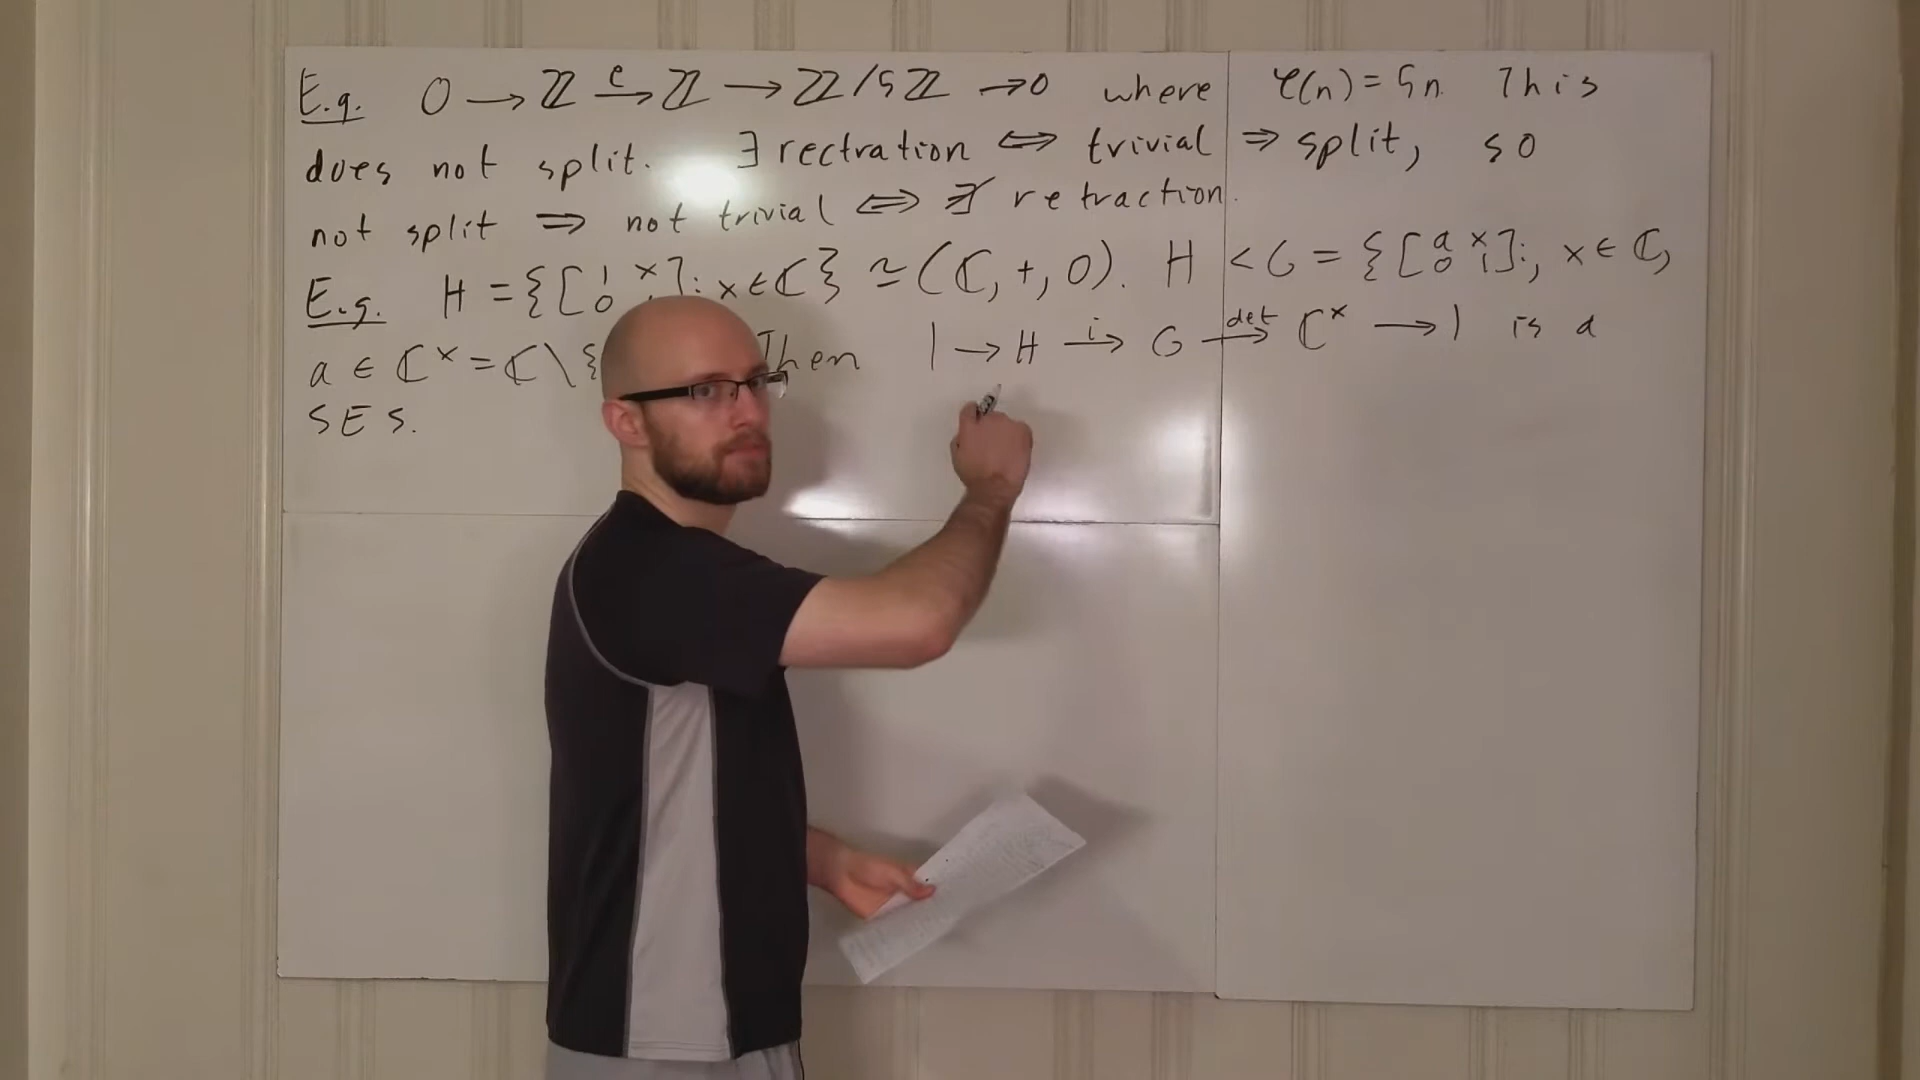 E.g. 0 → ℤ →^φ ℤ → ℤ/5ℤ → 0 where φ(n) = 5n This
does not split. ∃ rectration ⇔ trivial ⇒ split, so
not split ⇒ not trivial ⇔ ∄ retraction.
E.g. H = {[1 x; 0 : x ∈ ℂ} ≃ (ℂ, +, 0). H < G = {[a x; 0 1]:, x ∈ ℂ,
a ∈ ℂ^× = ℂ\{ Then 1 → H →^i G →^det ℂ^× → 1 is a
SES.